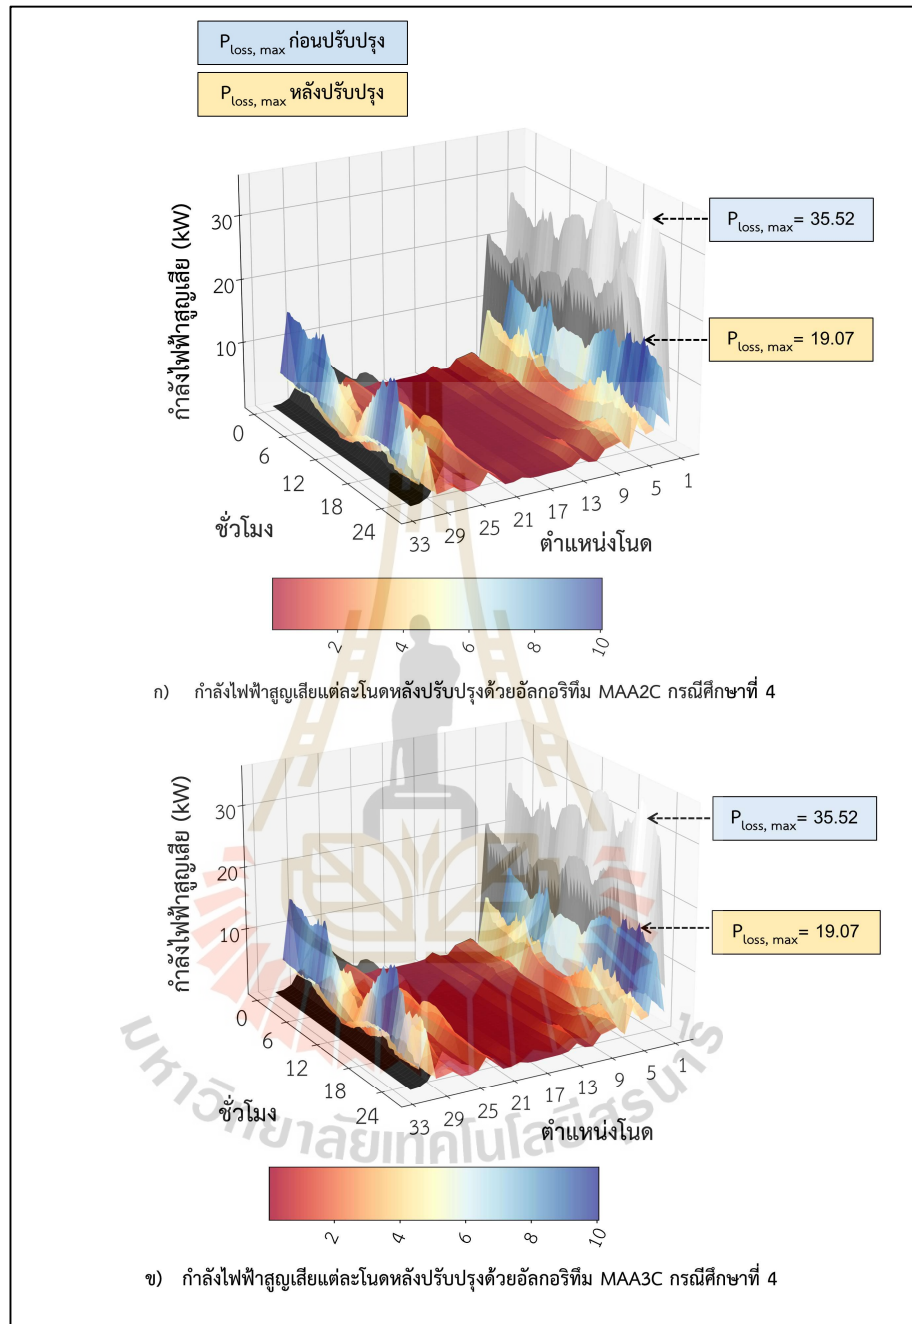 P_loss, max ก่อนปรับปรุง
P_loss, max หลังปรับปรุง
กำลังไฟฟ้าสูญเสีย (kW)
30
20
10
P_loss, max = 35.52
P_loss, max = 19.07
0
6
12
18
24
ชั่วโมง
33
29
25
21
17
13
9
5
1
ตำแหน่งโนด
2
4
6
8
10
ก) กำลังไฟฟ้าสูญเสียแต่ละโนดหลังปรับปรุงด้วยอัลกอริทึม MAA2C กรณีศึกษาที่ 4
กำลังไฟฟ้าสูญเสีย (kW)
30
20
10
P_loss, max = 35.52
P_loss, max = 19.07
0
6
12
18
24
ชั่วโมง
33
29
25
21
17
13
9
5
1
ตำแหน่งโนด
มหาวิทยาลัยเทคโนโลยีสุรนารี
2
4
6
8
10
ข) กำลังไฟฟ้าสูญเสียแต่ละโนดหลังปรับปรุงด้วยอัลกอริทึม MAA3C กรณีศึกษาที่ 4